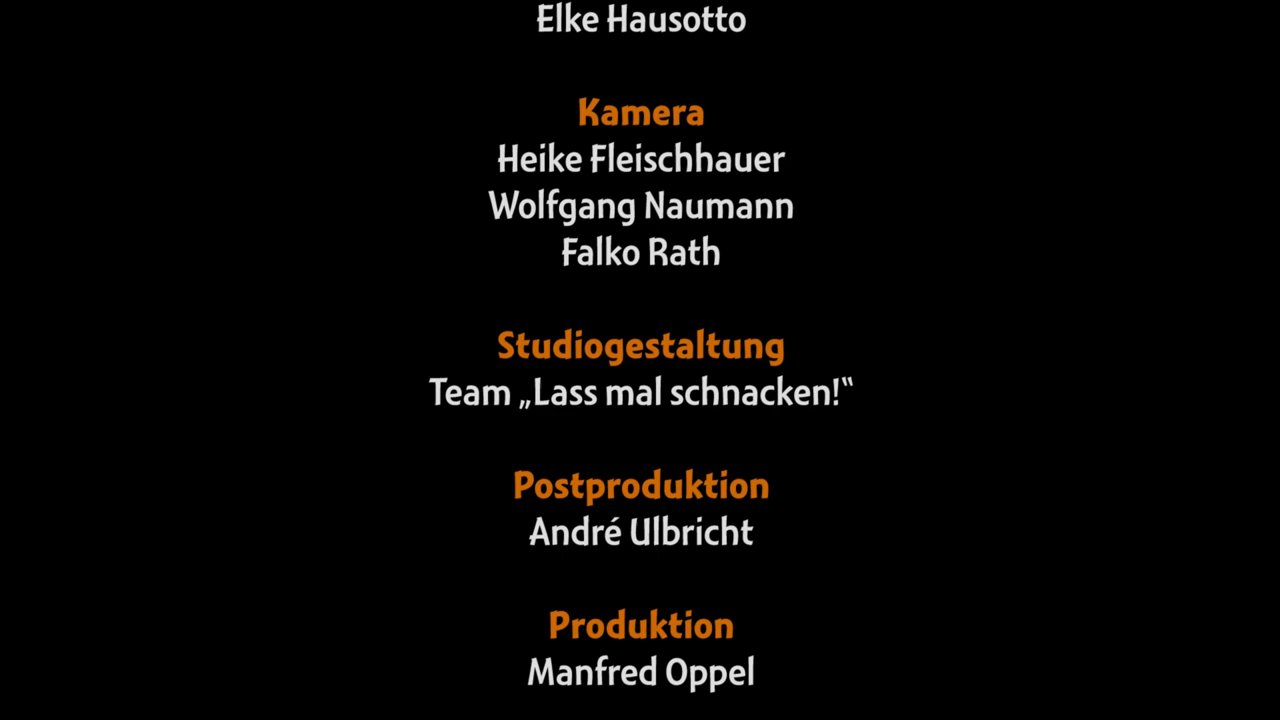 Elke Hausotto
Kamera
Heike Fleischhauer
Wolfgang Naumann
Falko Rath
Studiogestaltung
Team „Lass mal schnacken!“
Postproduktion
André Ulbricht
Produktion
Manfred Oppel